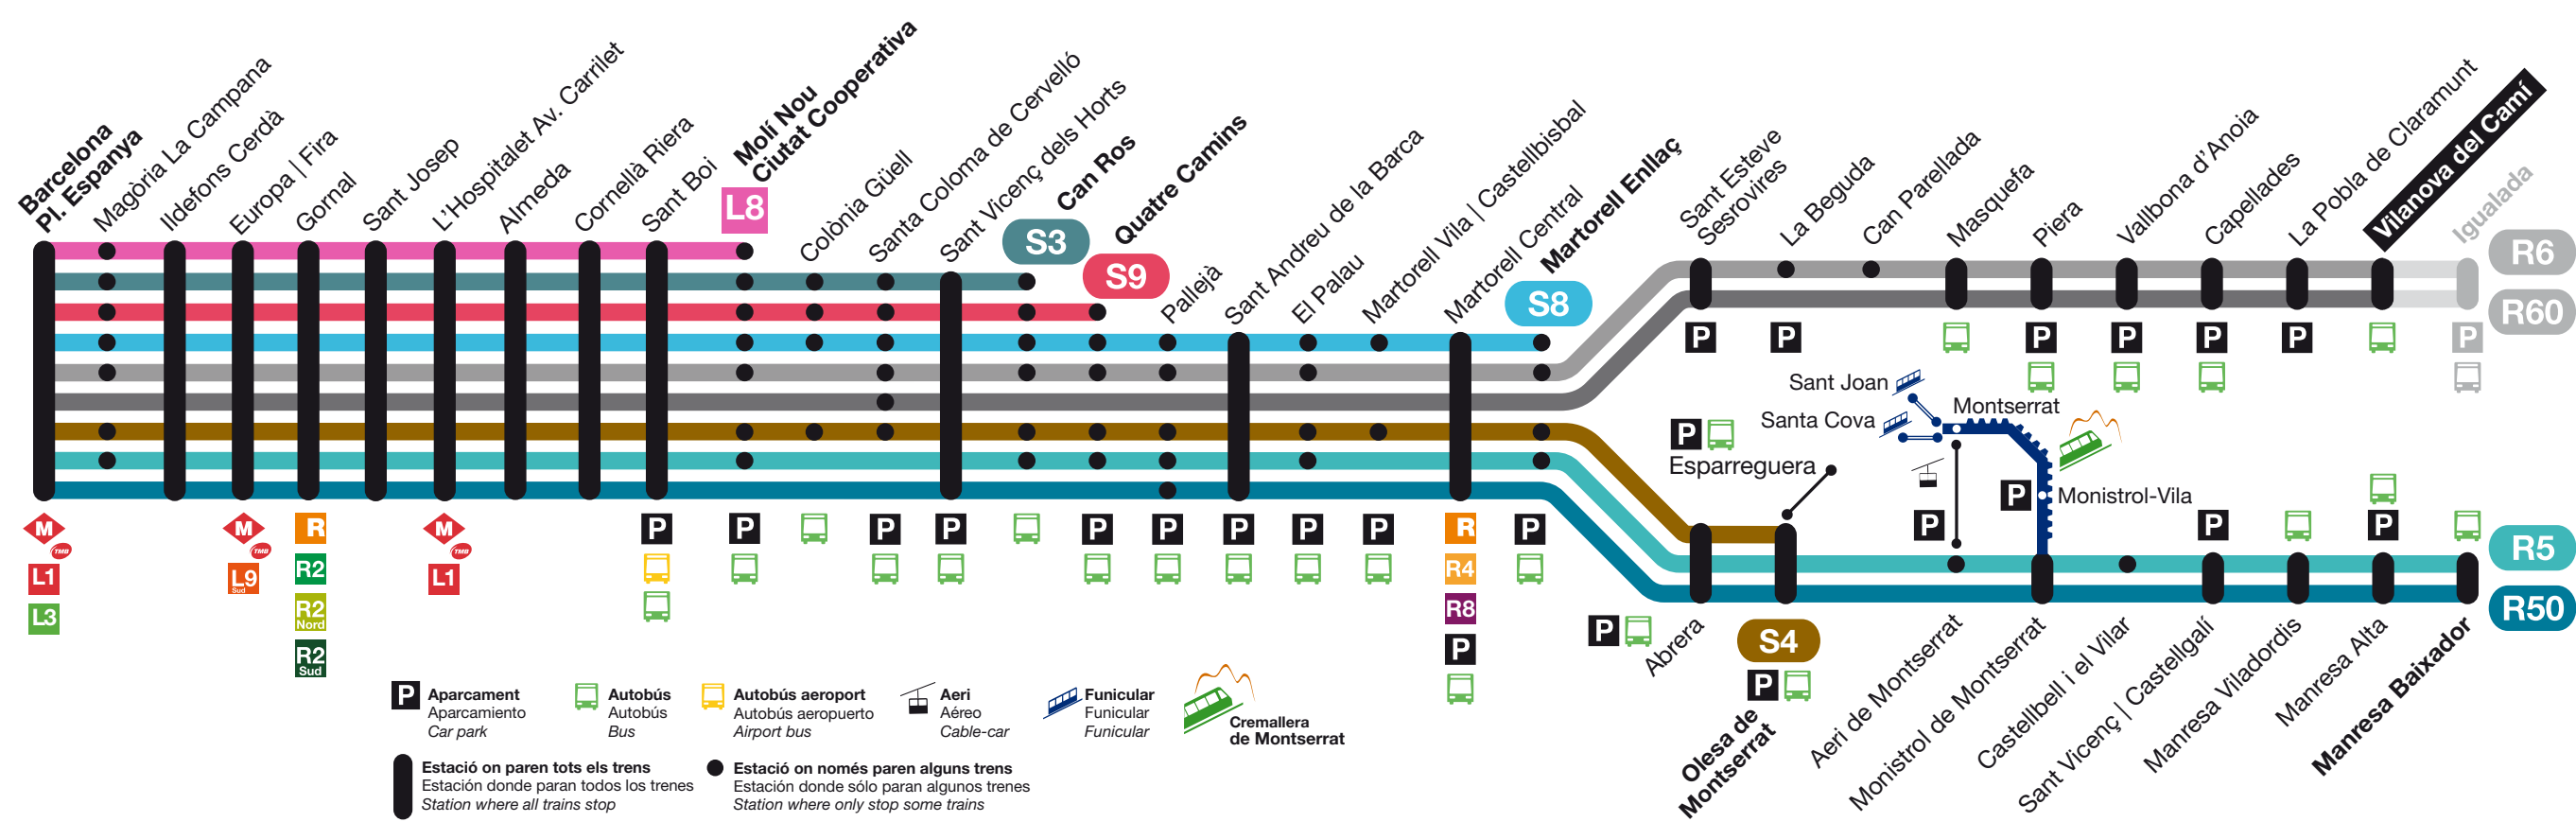 Barcelona
Pl. Espanya
Magòria La Campana
Ildefons Cerdà
Europa | Fira
Gornal
Sant Josep
L'Hospitalet Av. Carrilet
Almeda
Cornellà Riera
Sant Boi
Molí Nou
Ciutat Cooperativa
L8
Colònia Güell
Santa Coloma de Cervelló
Sant Vicenç dels Horts
Can Ros
S3
Quatre Camins
S9
Pallejà
Sant Andreu de la Barca
El Palau
Martorell Vila | Castellbisbal
Martorell Central
Martorell Enllaç
S8
Sant Esteve
Sesrovires
La Beguda
Can Parellada
Masquefa
Piera
Vallbona d'Anoia
Capellades
La Pobla de Claramunt
Vilanova del Camí
Igualada
R6
R60
P
P
P
P
P
P
P
Sant Joan
Santa Cova
Montserrat
P
Esparreguera
P
P
Monistrol-Vila
P
P
R5
R50
M
TMB
L1
L3
M
TMB
L9
Sud
R
R2
R2
Nord
R2
Sud
M
TMB
L1
P
P
P
P
P
P
P
P
P
R
R4
R8
P
P
P
Abrera
S4
P
Olesa de
Montserrat
Aeri de Montserrat
Monistrol de Montserrat
Castellbell i el Vilar
Sant Vicenç | Castellgalí
Manresa Viladordis
Manresa Alta
Manresa Baixador
P
Aparcament
Aparcamiento
Car park
Autobús
Autobús
Bus
Autobús aeroport
Autobús aeropuerto
Airport bus
Aeri
Aéreo
Cable-car
Funicular
Funicular
Funicular
Cremallera
de Montserrat
Estació on paren tots els trens
Estación donde paran todos los trenes
Station where all trains stop
Estació on només paren alguns trens
Estación donde sólo paran algunos trenes
Station where only stop some trains